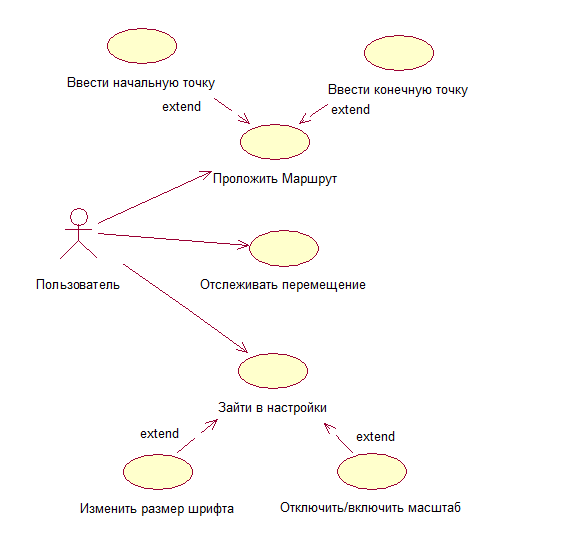 Ввести начальную точку
Ввести конечную точку
extend
extend
Проложить Маршрут
Пользователь
Отслеживать перемещение
Зайти в настройки
extend
extend
Изменить размер шрифта
Отключить/включить масштаб